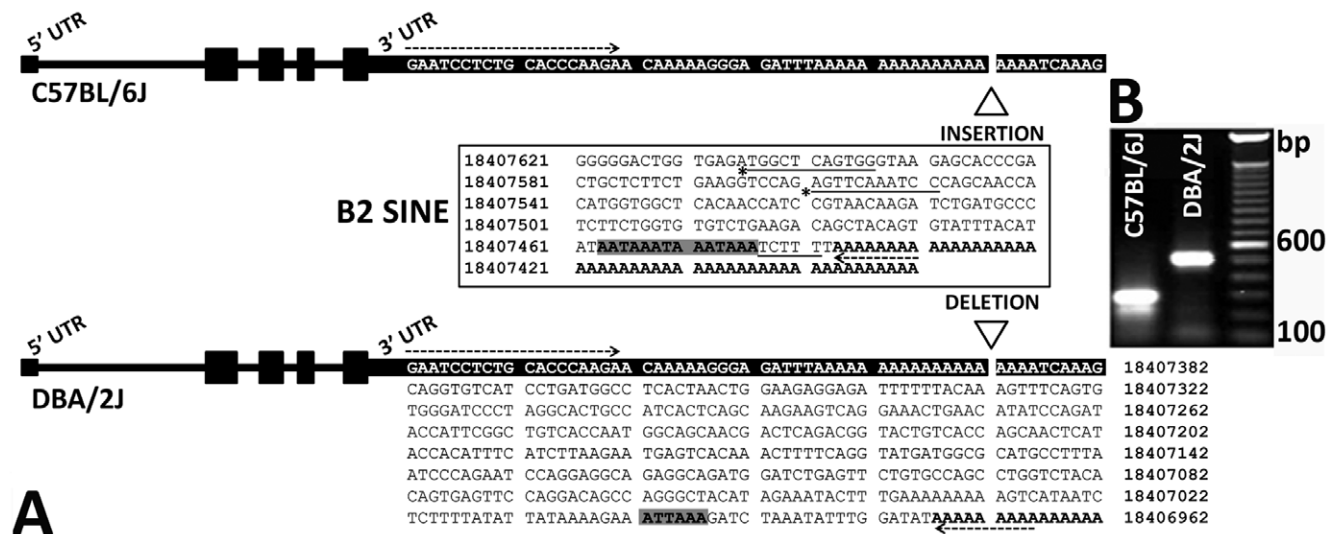 5' UTR
3' UTR
GAATCCTCTG CACCCAAGAA CAAAAAGGGA GATTTAAAAA AAAAAAAAAA AAAATCAAAG
C57BL/6J
INSERTION
B2 SINE
18407621 GGGGGACTGG TGAGATGGCT CAGTGGGTAA GAGCACCCGA
*
18407581 CTGCTCTTCT GAAGGTCCAG AGTTCAAATC CCAGCAACCA
*
18407541 CATGGTGGCT CACAACCATC CGTAACAAGA TCTGATGCCC
18407501 TCTTCTGGTG TGTCTGAAGA CAGCTACAGT GTATTTACAT
18407461 ATAATAAATA AATAAATCTT TAAAAAAAAA AAAAAAAAAA
18407421 AAAAAAAAAA AAAAAAAAAA AAAAAAAAAA
DELETION
5' UTR
3' UTR
GAATCCTCTG CACCCAAGAA CAAAAAGGGA GATTTAAAAA AAAAAAAAAA AAAATCAAAG 18407382
DBA/2J
CAGGTGTCAT CCTGATGGCC TCACTAACTG GAAGAGGAGA TTTTTTACAA AGTTTCAGTG 18407322
TGGGATCCCT AGGCACTGCC ATCACTCAGC AAGAAGTCAG GAAACTGAAC ATATCCAGAT 18407262
ACCATTCGGC TGTCACCAAT GGCAGCAACG ACTCAGACGG TACTGTCACC AGCAACTCAT 18407202
ACCACATTTC ATCTTAAGAA TGAGTCACAA ACTTTTCAGG TATGATGGCG CATGCCTTTA 18407142
ATCCCAGAAT CCAGGAGGCA GAGGCAGATG GATCTGAGTT CTGTGCCAGC CTGGTCTACA 18407082
CAGTGAGTTC CAGGACAGCC AGGGCTACAT AGAAATACTT TGAAAAAAAA AAGTCATAATC 18407022
TCTTTTATAT TATAAAAGAA ATTAAAGATC TAAATATTTG GATATAAAAA AAAAAAAAAA 18406962
A
B
C57BL/6J
DBA/2J
bp
600
100